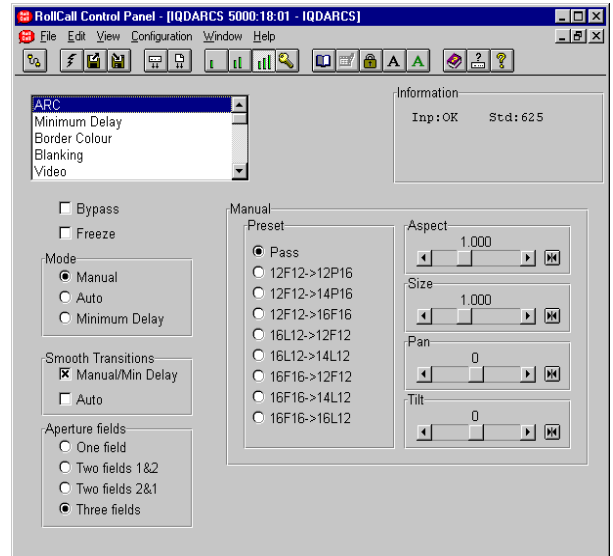 RollCall Control Panel - [IQDARCS 5000:18:01 - IQDARCS]
File Edit View Configuration Window Help
A A
ARC
Minimum Delay
Border Colour
Blanking
Video
Information
Inp:OK Std:625
Bypass
Freeze
Mode
Manual
Auto
Minimum Delay
Smooth Transitions
Manual/Min Delay
Auto
Aperture fields
One field
Two fields 1&2
Two fields 2&1
Three fields
Manual
Preset
Pass
12F12->12P16
12F12->14P16
12F12->16F16
16L12->12F12
16L12->14L12
16F16->12F12
16F16->14L12
16F16->16L12
Aspect
1.000
Size
1.000
Pan
0
Tilt
0